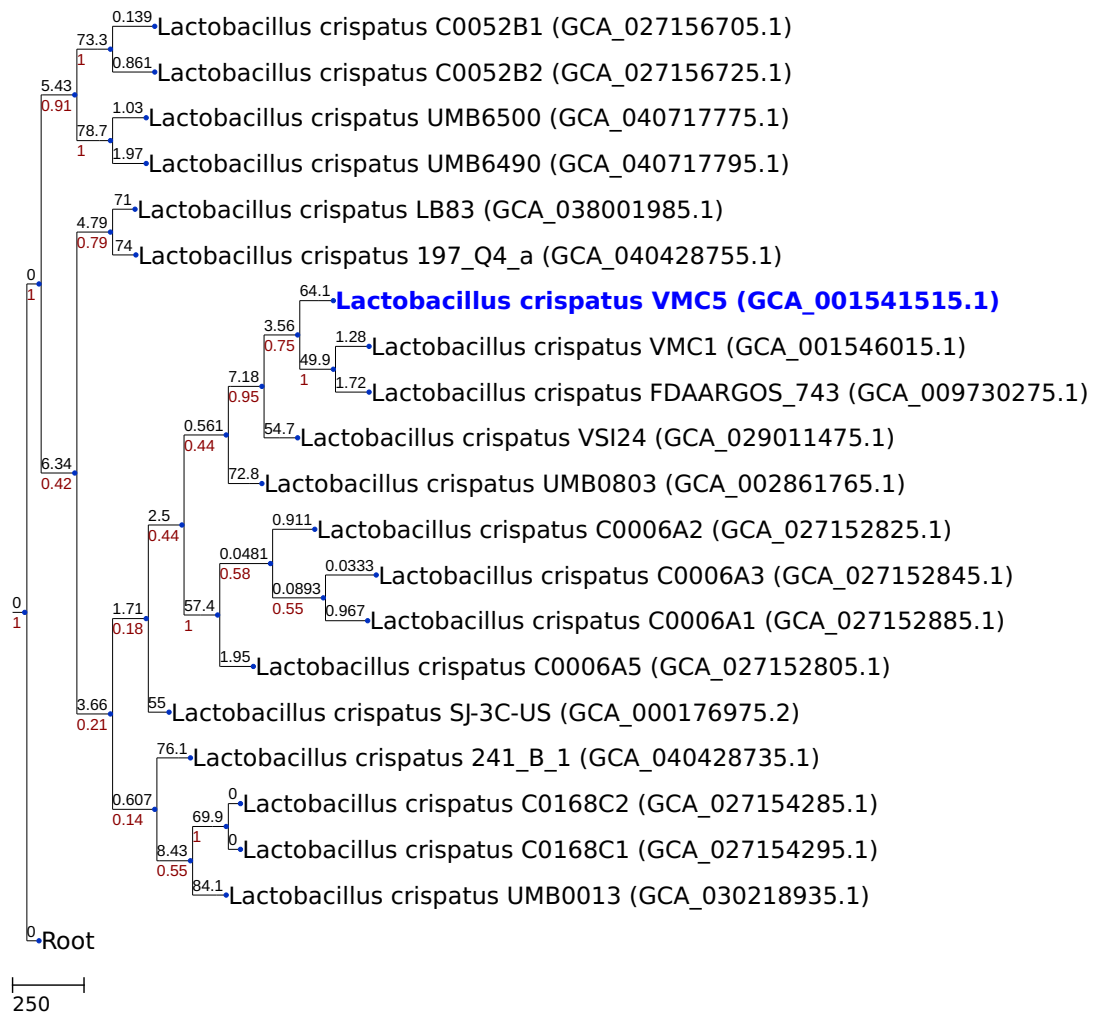 0.139
Lactobacillus crispatus C0052B1 (GCA_027156705.1)
73.3
1
0.861
Lactobacillus crispatus C0052B2 (GCA_027156725.1)
5.43
0.91
1.03
Lactobacillus crispatus UMB6500 (GCA_040717775.1)
78.7
1
1.97
Lactobacillus crispatus UMB6490 (GCA_040717795.1)
71
Lactobacillus crispatus LB83 (GCA_038001985.1)
4.79
0.79
74
Lactobacillus crispatus 197_Q4_a (GCA_040428755.1)
0
1
64.1
Lactobacillus crispatus VMC5 (GCA_001541515.1)
3.56
0.75
1.28
Lactobacillus crispatus VMC1 (GCA_001546015.1)
49.9
1
1.72
Lactobacillus crispatus FDAARGOS_743 (GCA_009730275.1)
7.18
0.95
54.7
Lactobacillus crispatus VSI24 (GCA_029011475.1)
0.561
0.44
72.8
Lactobacillus crispatus UMB0803 (GCA_002861765.1)
6.34
0.42
2.5
0.44
0.911
Lactobacillus crispatus C0006A2 (GCA_027152825.1)
0.0481
0.58
0.0333
Lactobacillus crispatus C0006A3 (GCA_027152845.1)
0.0893
0.55
0.967
Lactobacillus crispatus C0006A1 (GCA_027152885.1)
57.4
1
1.95
Lactobacillus crispatus C0006A5 (GCA_027152805.1)
0
1
1.71
0.18
55
Lactobacillus crispatus SJ-3C-US (GCA_000176975.2)
3.66
0.21
76.1
Lactobacillus crispatus 241_B_1 (GCA_040428735.1)
0.607
0.14
0
Lactobacillus crispatus C0168C2 (GCA_027154285.1)
69.9
1
0
Lactobacillus crispatus C0168C1 (GCA_027154295.1)
8.43
0.55
84.1
Lactobacillus crispatus UMB0013 (GCA_030218935.1)
0
Root
250